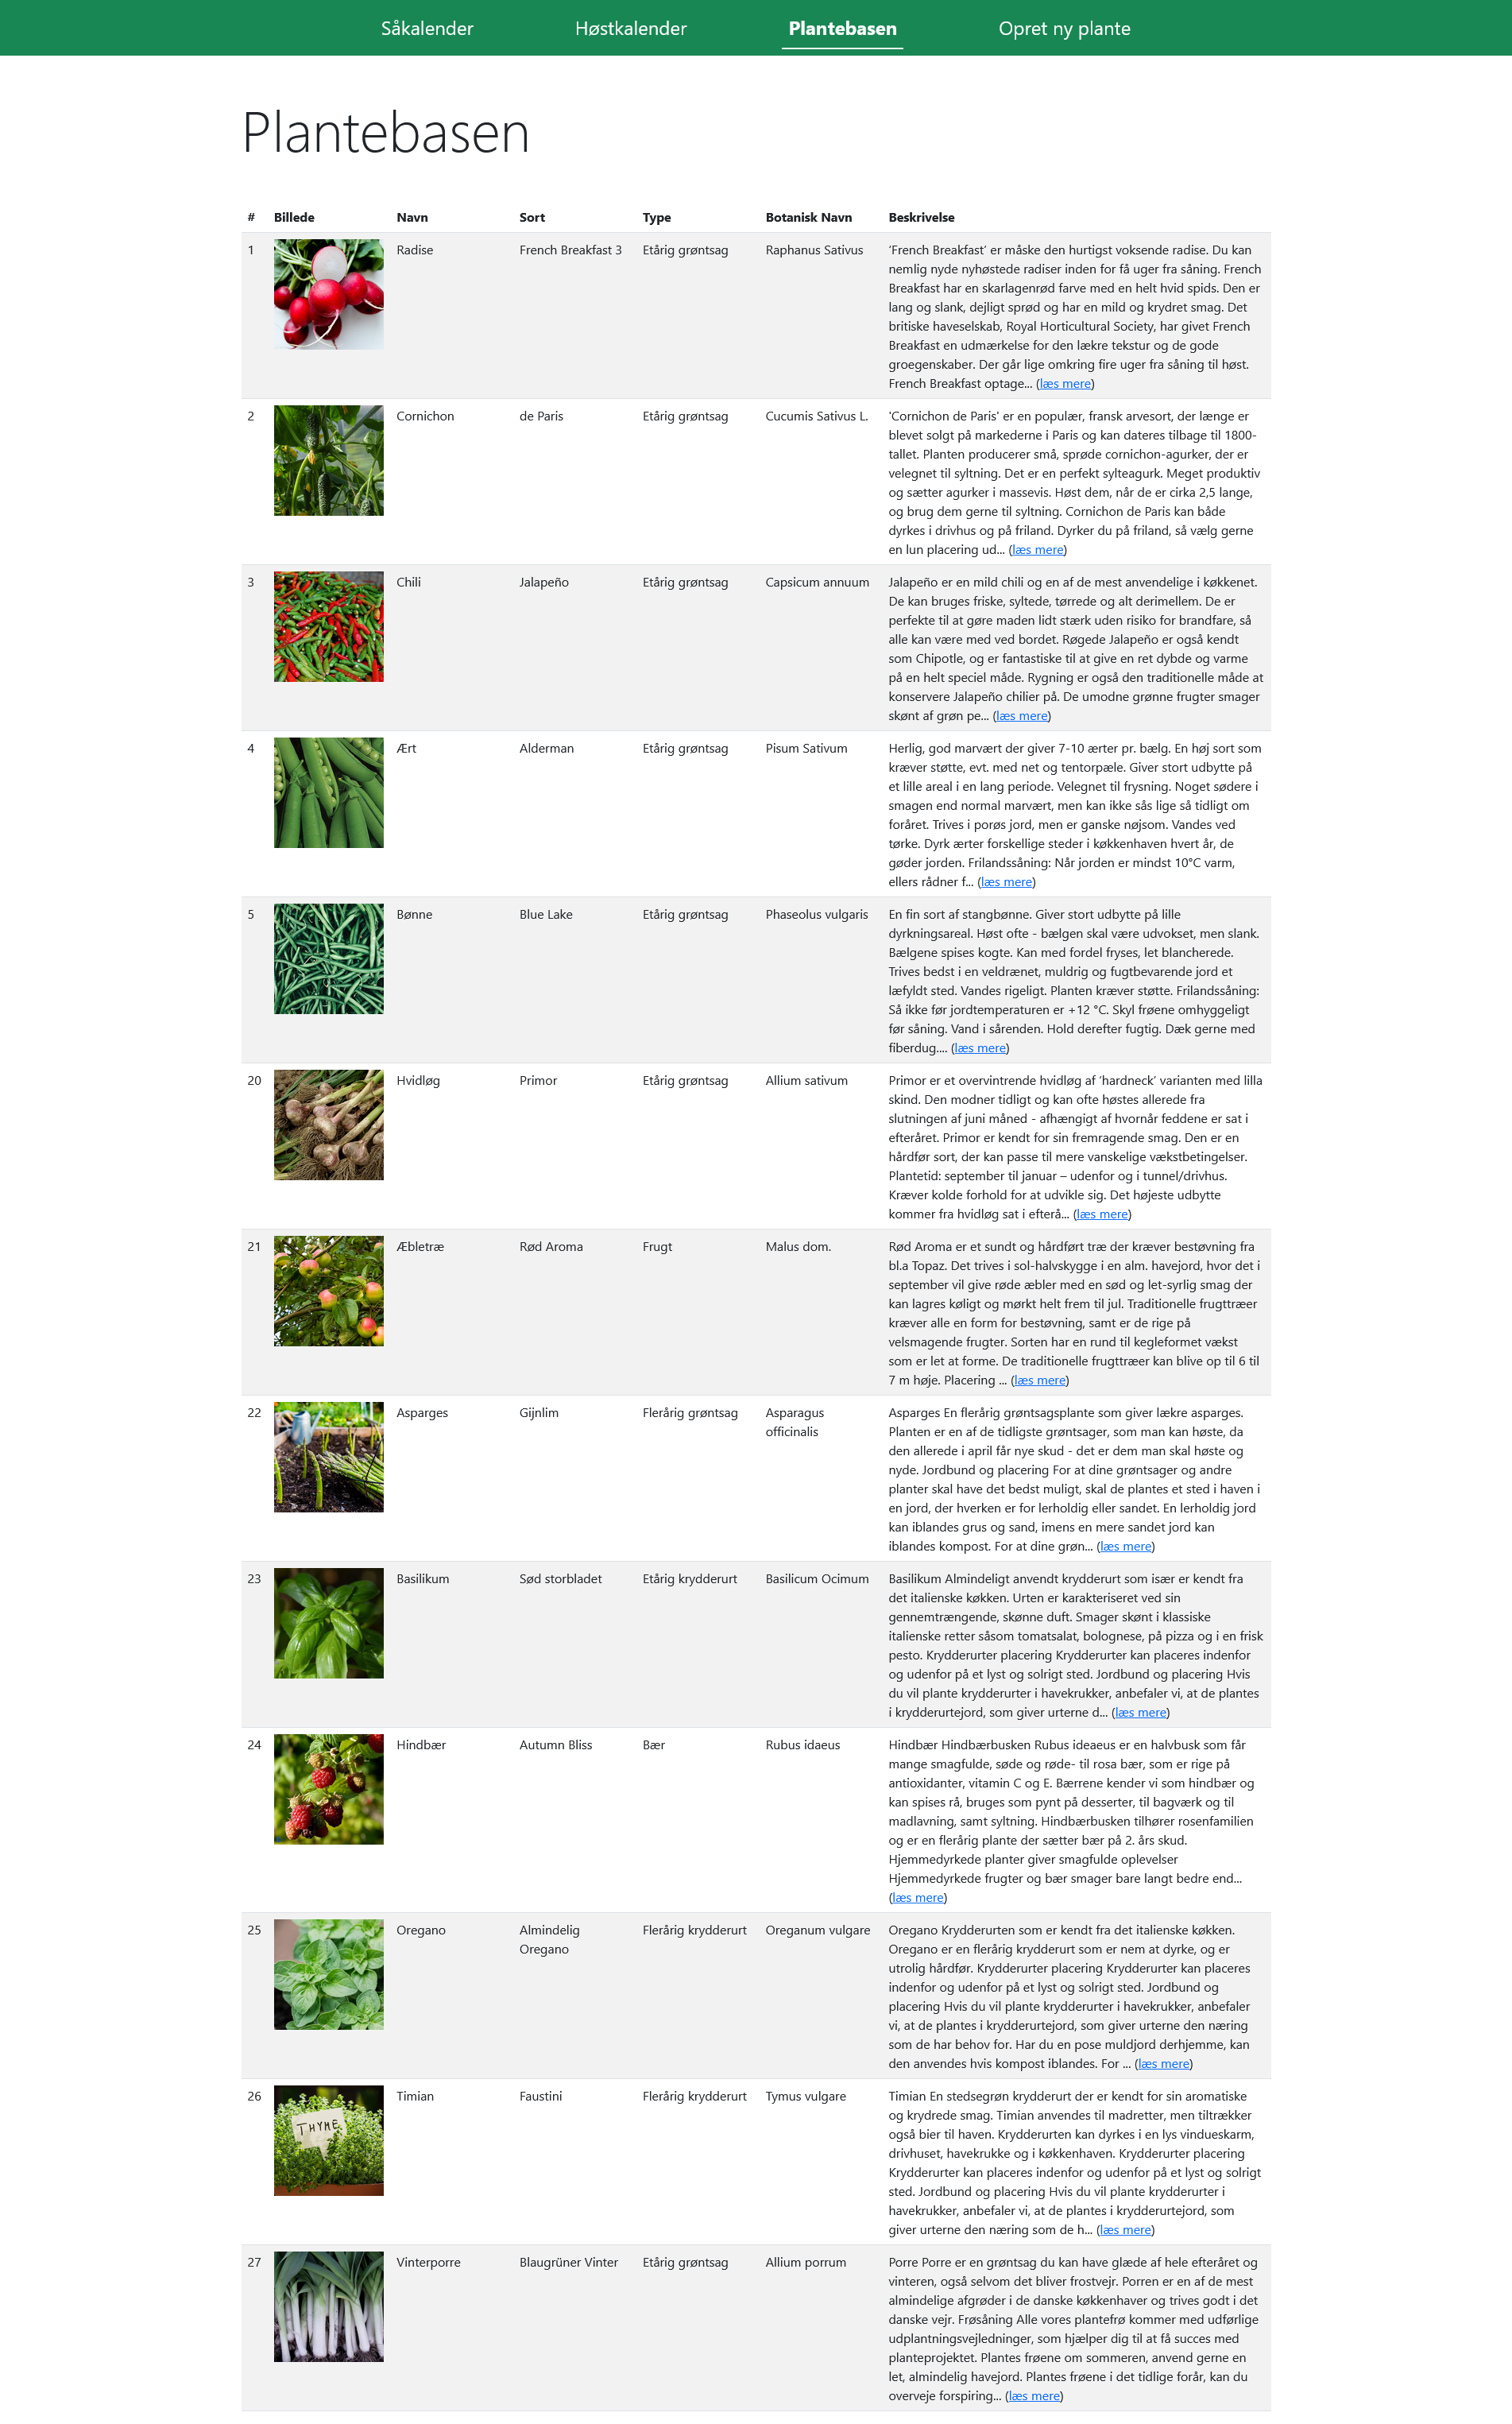 Såkalender Høstkalender Plantebasen Opret ny plante
Plantebasen
# Billede Navn Sort Type Botanisk Navn Beskrivelse
1 Radise French Breakfast 3 Etårig grøntsag Raphanus Sativus ‘French Breakfast’ er måske den hurtigst voksende radise. Du kan
nemlig nyde nyhøstede radiser inden for få uger fra såning. French
Breakfast har en skarlagenrød farve med en helt hvid spids. Den er
lang og slank, dejligt sprød og har en mild og krydret smag. Det
britiske haveselskab, Royal Horticultural Society, har givet French
Breakfast en udmærkelse for den lækre tekstur og de gode
groegenskaber. Der går lige omkring fire uger fra såning til høst.
French Breakfast optage... (læs mere)
2 Cornichon de Paris Etårig grøntsag Cucumis Sativus L. 'Cornichon de Paris' er en populær, fransk arvesort, der længe er
blevet solgt på markederne i Paris og kan dateres tilbage til 1800-
tallet. Planten producerer små, sprøde cornichon-agurker, der er
velegnet til syltning. Det er en perfekt sylteagurk. Meget produktiv
og sætter agurker i massevis. Høst dem, når de er cirka 2,5 lange,
og brug dem gerne til syltning. Cornichon de Paris kan både
dyrkes i drivhus og på friland. Dyrker du på friland, så vælg gerne
en lun placering ud... (læs mere)
3 Chili Jalapeño Etårig grøntsag Capsicum annuum Jalapeño er en mild chili og en af de mest anvendelige i køkkenet.
De kan bruges friske, syltede, tørrede og alt derimellem. De er
perfekte til at gøre maden lidt stærk uden risiko for brandfare, så
alle kan være med ved bordet. Røgede Jalapeño er også kendt
som Chipotle, og er fantastiske til at give en ret dybde og varme
på en helt speciel måde. Rygning er også den traditionelle måde at
konservere Jalapeño chilier på. De umodne grønne frugter smager
skønt af grøn pe... (læs mere)
4 Ært Alderman Etårig grøntsag Pisum Sativum Herlig, god marvært der giver 7-10 ærter pr. bælg. En høj sort som
kræver støtte, evt. med net og tentorpæle. Giver stort udbytte på
et lille areal i en lang periode. Velegnet til frysning. Noget sødere i
smagen end normal marvært, men kan ikke sås lige så tidligt om
foråret. Trives i porøs jord, men er ganske nøjsom. Vandes ved
tørke. Dyrk ærter forskellige steder i køkkenhaven hvert år, de
gøder jorden. Frilandssåning: Når jorden er mindst 10°C varm,
ellers rådner f... (læs mere)
5 Bønne Blue Lake Etårig grøntsag Phaseolus vulgaris En fin sort af stangbønne. Giver stort udbytte på lille
dyrkningsareal. Høst ofte - bælgen skal være udvokset, men slank.
Bælgene spises kogte. Kan med fordel fryses, let blancherede.
Trives bedst i en veldrænet, muldrig og fugtbevarende jord et
læfyldt sted. Vandes rigeligt. Planten kræver støtte. Frilandssåning:
Så ikke før jordtemperaturen er +12 °C. Skyl frøene omhyggeligt
før såning. Vand i sårenden. Hold derefter fugtig. Dæk gerne med
fiberdug.... (læs mere)
20 Hvidløg Primor Etårig grøntsag Allium sativum Primor er et overvintrende hvidløg af ‘hardneck’ varianten med lilla
skind. Den modner tidligt og kan ofte høstes allerede fra
slutningen af juni måned - afhængigt af hvornår feddene er sat i
efteråret. Primor er kendt for sin fremragende smag. Den er en
hårdfør sort, der kan passe til mere vanskelige vækstbetingelser.
Plantetid: september til januar – udenfor og i tunnel/drivhus.
Kræver kolde forhold for at udvikle sig. Det højeste udbytte
kommer fra hvidløg sat i efterå... (læs mere)
21 Æbletræ Rød Aroma Frugt Malus dom. Rød Aroma er et sundt og hårdført træ der kræver bestøvning fra
bl.a Topaz. Det trives i sol-halvskygge i en alm. havejord, hvor det i
september vil give røde æbler med en sød og let-syrlig smag der
kan lagres køligt og mørkt helt frem til jul. Traditionelle frugttræer
kræver alle en form for bestøvning, samt er de rige på
velsmagende frugter. Sorten har en rund til kegleformet vækst
som er let at forme. De traditionelle frugttræer kan blive op til 6 til
7 m høje. Placering ... (læs mere)
22 Asparges Gijnlim Flerårig grøntsag Asparagus officinalis Asparges En flerårig grøntsagsplante som giver lækre asparges.
Planten er en af de tidligste grøntsager, som man kan høste, da
den allerede i april får nye skud - det er dem man skal høste og
nyde. Jordbund og placering For at dine grøntsager og andre
planter skal have det bedst muligt, skal de plantes et sted i haven i
en jord, der hverken er for lerholdig eller sandet. En lerholdig jord
kan iblandes grus og sand, imens en mere sandet jord kan
iblandes kompost. For at dine grøn... (læs mere)
23 Basilikum Sød storbladet Etårig krydderurt Basilicum Ocimum Basilikum Almindeligt anvendt krydderurt som især er kendt fra
det italienske køkken. Urten er karakteriseret ved sin
gennemtrængende, skønne duft. Smager skønt i klassiske
italienske retter såsom tomatsalat, bolognese, på pizza og i en frisk
pesto. Krydderurter placering Krydderurter kan placeres indenfor
og udenfor på et lyst og solrigt sted. Jordbund og placering Hvis
du vil plante krydderurter i havekrukker, anbefaler vi, at de plantes
i krydderurtejord, som giver urterne d... (læs mere)
24 Hindbær Autumn Bliss Bær Rubus idaeus Hindbær Hindbærbusken Rubus ideaeus er en halvbusk som får
mange smagfulde, søde og røde- til rosa bær, som er rige på
antioxidanter, vitamin C og E. Bærrene kender vi som hindbær og
kan spises rå, bruges som pynt på desserter, til bagværk og til
madlavning, samt syltning. Hindbærbusken tilhører rosenfamilien
og er en flerårig plante der sætter bær på 2. års skud.
Hjemmedyrkede planter giver smagfulde oplevelser
Hjemmedyrkede frugter og bær smager bare langt bedre end...
(læs mere)
25 Oregano Almindelig Oregano Flerårig krydderurt Oreganum vulgare Oregano Krydderurten som er kendt fra det italienske køkken.
Oregano er en flerårig krydderurt som er nem at dyrke, og er
utrolig hårdfør. Krydderurter placering Krydderurter kan placeres
indenfor og udenfor på et lyst og solrigt sted. Jordbund og
placering Hvis du vil plante krydderurter i havekrukker, anbefaler
vi, at de plantes i krydderurtejord, som giver urterne den næring
som de har behov for. Har du en pose muldjord derhjemme, kan
den anvendes hvis kompost iblandes. For ... (læs mere)
26 THYME Timian Faustini Flerårig krydderurt Tymus vulgare Timian En stedsegrøn krydderurt der er kendt for sin aromatiske
og krydrede smag. Timian anvendes til madretter, men tiltrækker
også bier til haven. Krydderurten kan dyrkes i en lys vindueskarm,
drivhuset, havekrukke og i køkkenhaven. Krydderurter placering
Krydderurter kan placeres indenfor og udenfor på et lyst og solrigt
sted. Jordbund og placering Hvis du vil plante krydderurter i
havekrukker, anbefaler vi, at de plantes i krydderurtejord, som
giver urterne den næring som de h... (læs mere)
27 Vinterporre Blaugrüner Vinter Etårig grøntsag Allium porrum Porre Porre er en grøntsag du kan have glæde af hele efteråret og
vinteren, også selvom det bliver frostvejr. Porren er en af de mest
almindelige afgrøder i de danske køkkenhaver og trives godt i det
danske vejr. Frøsåning Alle vores plantefrø kommer med udførlige
udplantningsvejledninger, som hjælper dig til at få succes med
planteprojektet. Plantes frøene om sommeren, anvend gerne en
let, almindelig havejord. Plantes frøene i det tidlige forår, kan du
overveje forspiring... (læs mere)